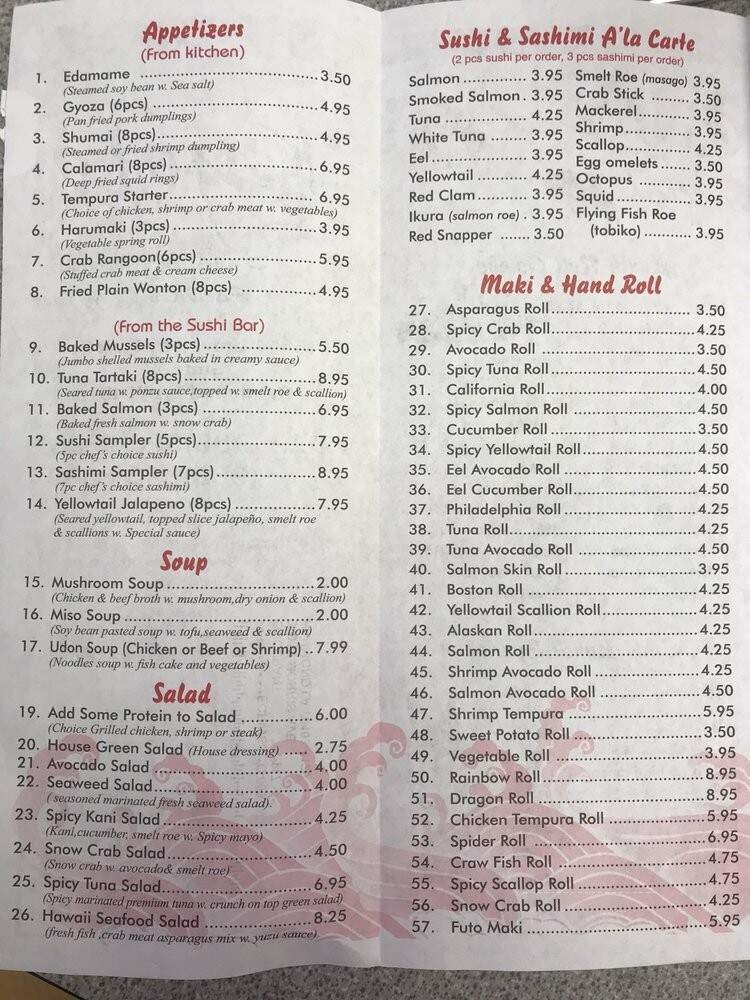 Appetizers
(From kitchen)
1. Edamame ..............................3.50
(Steamed soy bean w. Sea salt)
2. Gyoza (6pcs) ..............................4.95
(Pan fried pork dumplings)
3. Shumai (8pcs)..............................4.95
(Steamed or fried shrimp dumpling)
4. Calamari (8pcs)..............................6.95
(Deep fried squid rings)
5. Tempura Starter.............................. 6.95
(Choice of chicken, shrimp or crab meat w. vegetables)
6. Harumaki (3pcs)..............................3.95
(Vegetable spring roll)
7. Crab Rangoon(6pcs)..............................5.95
(Stuffed crab meat & cream cheese)
8. Fried Plain Wonton (8pcs) ................4.95
(From the Sushi Bar)
9. Baked Mussels (3pcs) ....................5.50
(Jumbo shelled mussels baked in creamy sauce)
10. Tuna Tartaki (8pcs)........................8.95
(Seared tuna w. ponzu sauce,topped w. smelt roe & scallion)
11. Baked Salmon (3pcs) ....................6.95
(Baked fresh salmon w. snow crab)
12. Sushi Sampler (5pcs)......................7.95
(5pc chef's choice sushi)
13. Sashimi Sampler (7pcs)...................8.95
(7pc chef's choice sashimi)
14. Yellowtail Jalapeno (8pcs) ...............7.95
(Seared yellowtail, topped slice jalapeño, smelt roe
& scallions w. Special sauce)
Soup
15. Mushroom Soup............................2.00
(Chicken & beef broth w. mushroom,dry onion & scallion)
16. Miso Soup ....................................2.00
(Soy bean pasted soup w. tofu,seaweed & scallion)
17. Udon Soup (Chicken or Beef or Shrimp) ..7.99
(Noodles soup w. fish cake and vegetables)
Salad
19. Add Some Protein to Salad .............6.00
(Choice Grilled chicken, shrimp or steak)
20. House Green Salad (House dressing) ..... 2.75
21. Avocado Salad..............................4.00
22. Seaweed Salad..............................4.00
( seasoned marinated fresh seaweed salad).
23. Spicy Kani Salad............................4.25
(Kani,cucumber, smelt roe w. Spicy mayo)
24. Snow Crab Salad............................4.50
(Snow crab w. avocado& smelt roe)
25. Spicy Tuna Salad............................6.95
(Spicy marinated premium tuna w. crunch on top green salad)
26. Hawaii Seafood Salad ....................8.25
(fresh fish ,crab meat asparagus mix w. yuzu sauce).
Sushi & Sashimi A'la Carte
(2 pcs sushi per order, 3 pcs sashimi per order)
Salmon ............. 3.95
Smoked Salmon. 3.95
Tuna ................ 4.25
White Tuna ....... 3.95
Eel.................... 3.95
Yellowtail .......... 4.25
Red Clam.......... 3.95
Ikura (salmon roe) . 3.95
Red Snapper ....... 3.50
Smelt Roe (masago) 3.95
Crab Stick ......... 3.50
Mackerel............3.95
Shrimp...............3.95
Scallop...............4.25
Egg omelets.......3.50
Octopus ............3.95
Squid ................3.95
Flying Fish Roe
(tobiko) ...........3.95
Maki & Hand Roll
27. Asparagus Roll.......................... 3.50
28. Spicy Crab Roll..........................4.25
29. Avocado Roll ..........................3.50
30. Spicy Tuna Roll..........................4.50
31. California Roll..........................4.00
32. Spicy Salmon Roll ......................4.50
33. Cucumber Roll ..........................3.50
34. Spicy Yellowtail Roll....................4.50
35. Eel Avocado Roll ......................4.50
36. Eel Cucumber Roll......................4.50
37. Philadelphia Roll ......................4.25
38. Tuna Roll..........................4.25
39. Tuna Avocado Roll ....................4.50
40. Salmon Skin Roll ......................3.95
41. Boston Roll ..........................4.25
42. Yellowtail Scallion Roll................4.25
43. Alaskan Roll..........................4.25
44. Salmon Roll ..........................4.25
45. Shrimp Avocado Roll..................4.25
46. Salmon Avocado Roll ................4.50
47. Shrimp Tempura ......................5.95
48. Sweet Potato Roll ......................3.50
49. Vegetable Roll ..........................3.95
50. Rainbow Roll..........................8.95
51. Dragon Roll ..........................8.95
52. Chicken Tempura Roll ................5.95
53. Spider Roll ..........................6.95
54. Craw Fish Roll ..........................4.75
55. Spicy Scallop Roll......................4.75
56. Snow Crab Roll..........................4.25
57. Futo Maki ..........................5.95